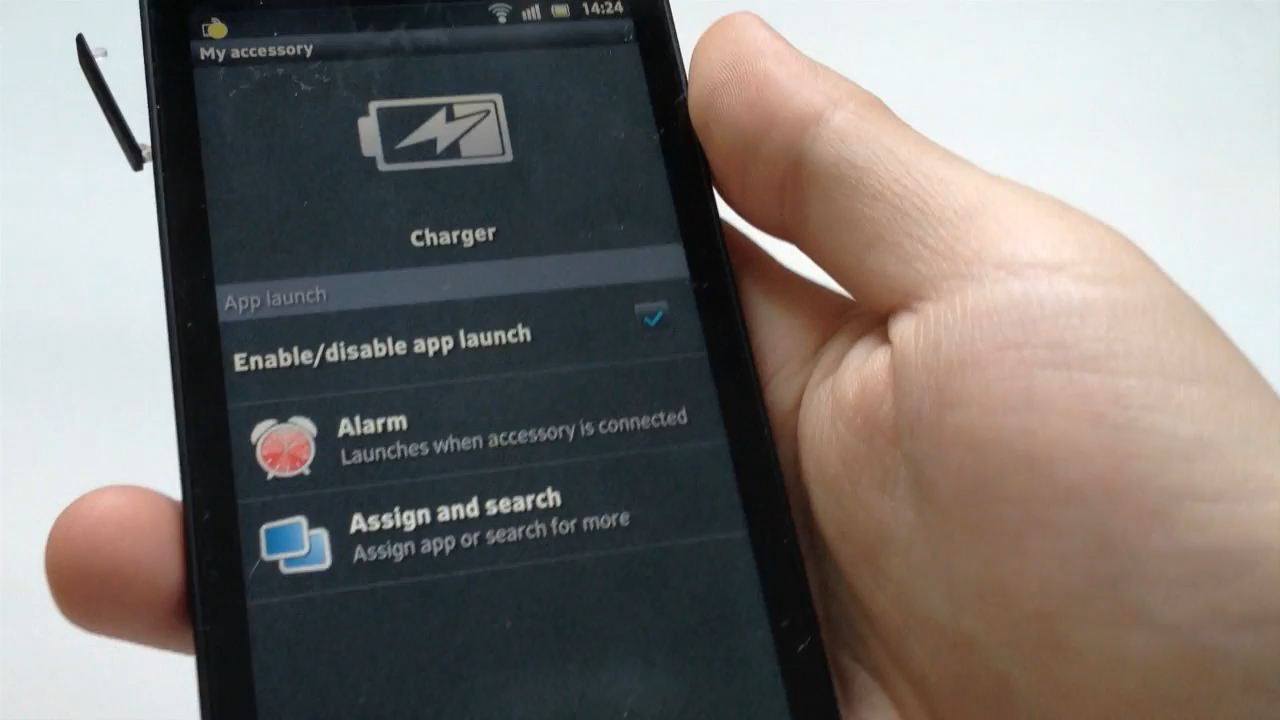 14:24
My accessory
Charger
App launch
Enable/disable app launch
Alarm
Launches when accessory is connected
Assign and search
Assign app or search for more